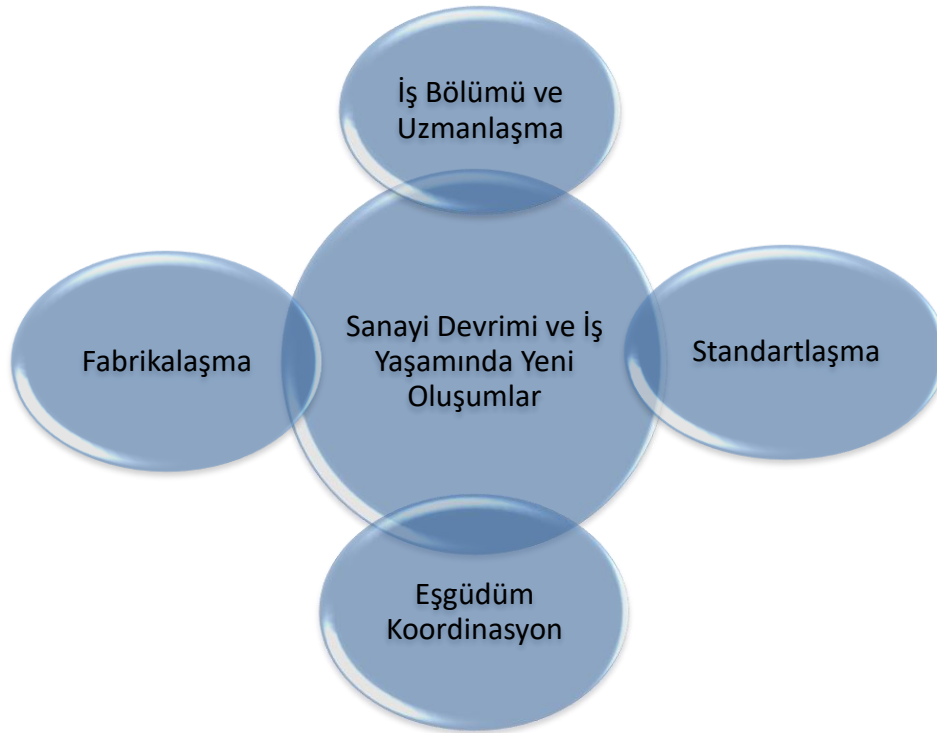 İş Bölümü ve
Uzmanlaşma
Fabrikalaşma
Sanayi Devrimi ve İş
Yaşamında Yeni
Oluşumlar
Standartlaşma
Eşgüdüm
Koordinasyon